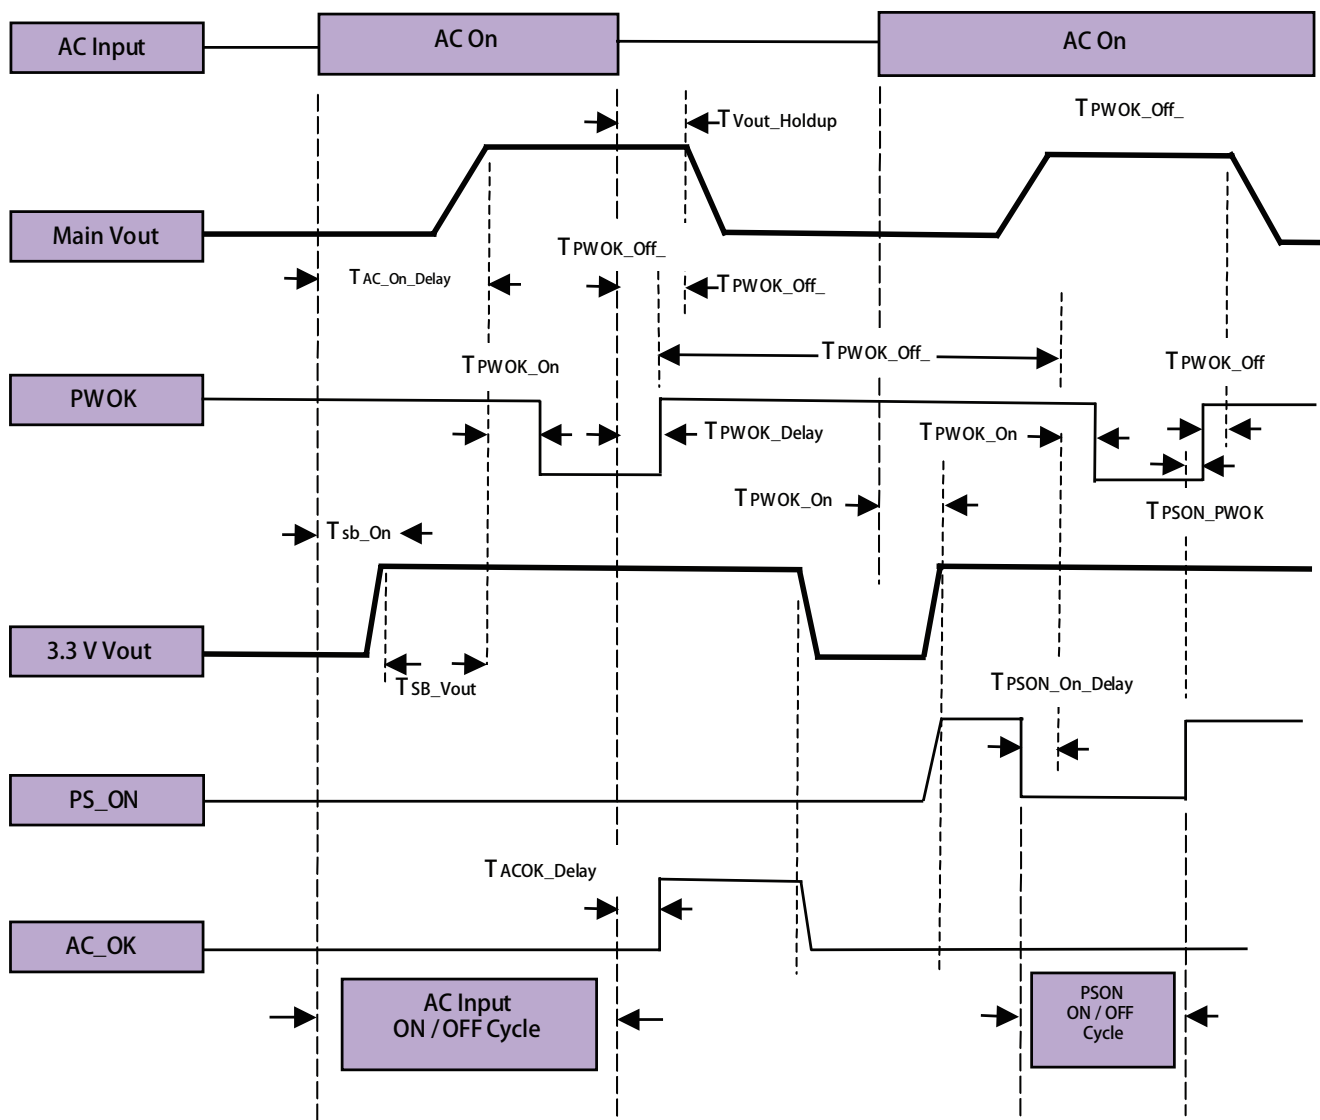 AC Input
AC On
AC On
T Vout_Holdup
T PWOK_Off_
Main Vout
T PWOK_Off_
T AC_On_Delay
T PWOK_Off_
T PWOK_On
T PWOK_Off_
T PWOK_Off
PWOK
T PWOK_Delay
T PWOK_On
T PWOK_On
T PSON_PWOK
T sb_On
3.3 V Vout
T SB_Vout
T PSON_On_Delay
PS_ON
T ACOK_Delay
AC_OK
AC Input
ON / OFF Cycle
PSON
ON / OFF
Cycle